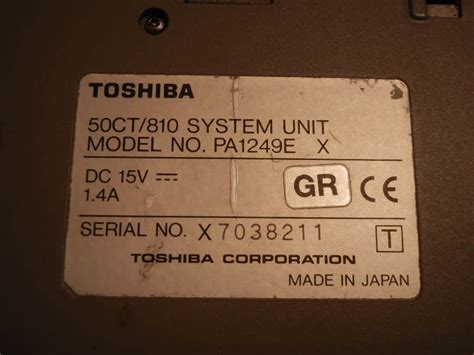 TOSHIBA
50CT/810 SYSTEM UNIT
MODEL NO. PA1249E X
DC 15V
1.4A
GR CE
SERIAL NO. X 7038211
T
TOSHIBA CORPORATION
MADE IN JAPAN